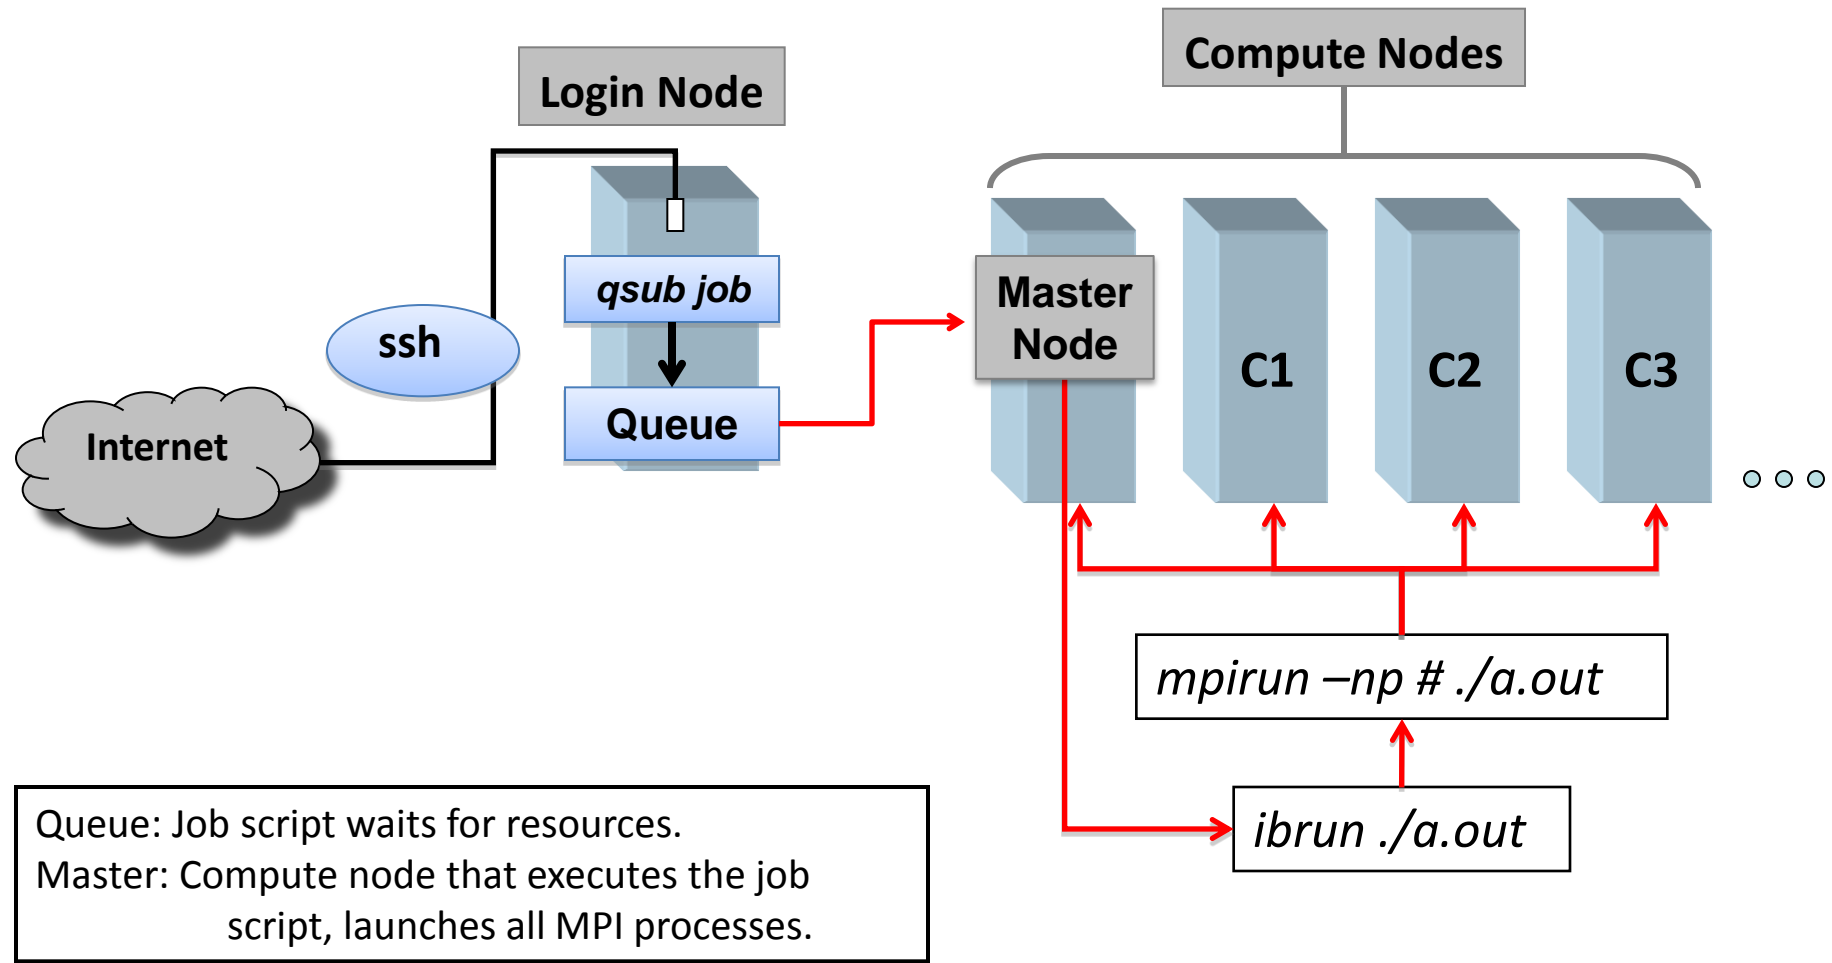 Compute Nodes
Login Node
qsub job
Master
Node
ssh
C1
C2
C3
Queue
Internet
mpirun –np # ./a.out
ibrun ./a.out
Queue: Job script waits for resources.
Master: Compute node that executes the job
script, launches all MPI processes.